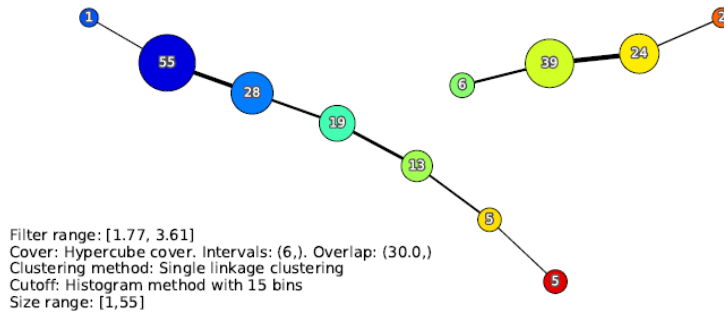 1
2
55
24
39
6
28
19
13
5
5
Filter range: [1.77, 3.61]
Cover: Hypercube cover. Intervals: (6,). Overlap: (30.0,)
Clustering method: Single linkage clustering
Cutoff: Histogram method with 15 bins
Size range: [1,55]